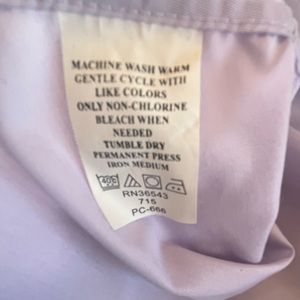 MACHINE WASH WARM
GENTLE CYCLE WITH
LIKE COLORS
ONLY NON-CHLORINE
BLEACH WHEN
NEEDED
TUMBLE DRY
PERMANENT PRESS
IRON MEDIUM
RN36543
715
PC-666